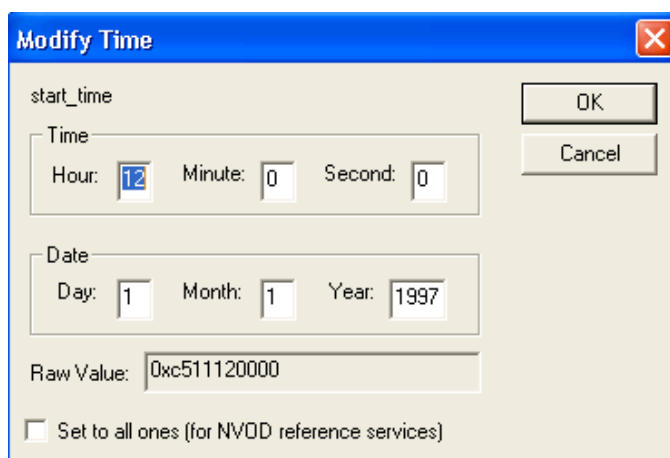 Modify Time
start_time
OK
Time
Hour: 12 Minute: 0 Second: 0
Cancel
Date
Day: 1 Month: 1 Year: 1997
Raw Value: 0xc511120000
Set to all ones (for NVOD reference services)